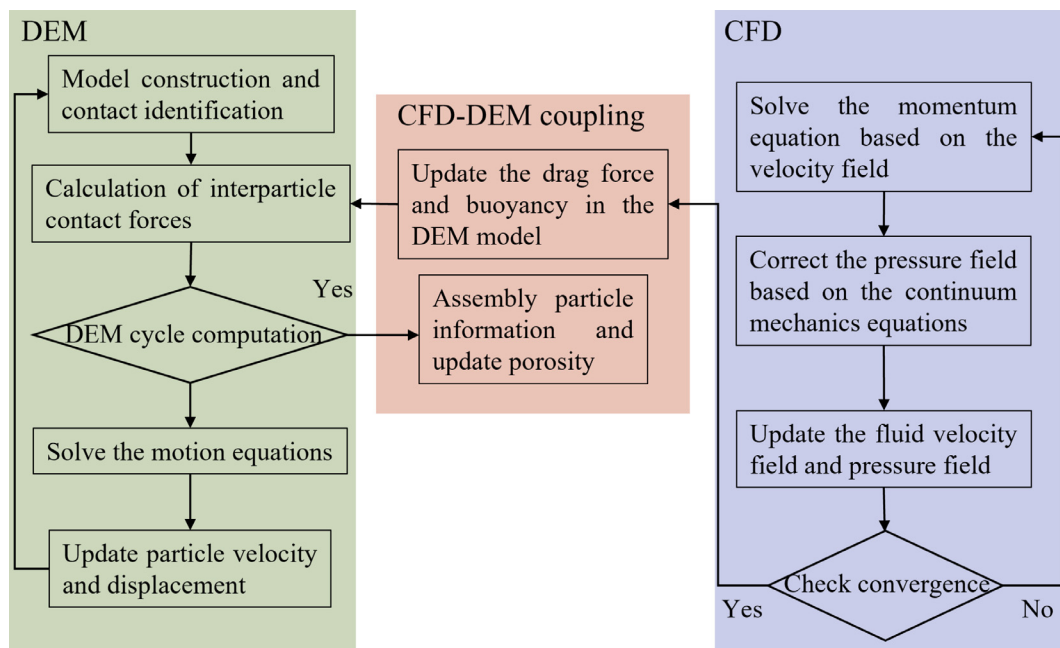 DEM
Model construction and
contact identification
Calculation of interparticle
contact forces
Yes
DEM cycle computation
Solve the motion equations
Update particle velocity
and displacement
CFD-DEM coupling
Update the drag force
and buoyancy in the
DEM model
Assembly particle
information and
update porosity
CFD
Solve the momentum
equation based on the
velocity field
Correct the pressure field
based on the continuum
mechanics equations
Update the fluid velocity
field and pressure field
Check convergence
Yes
No